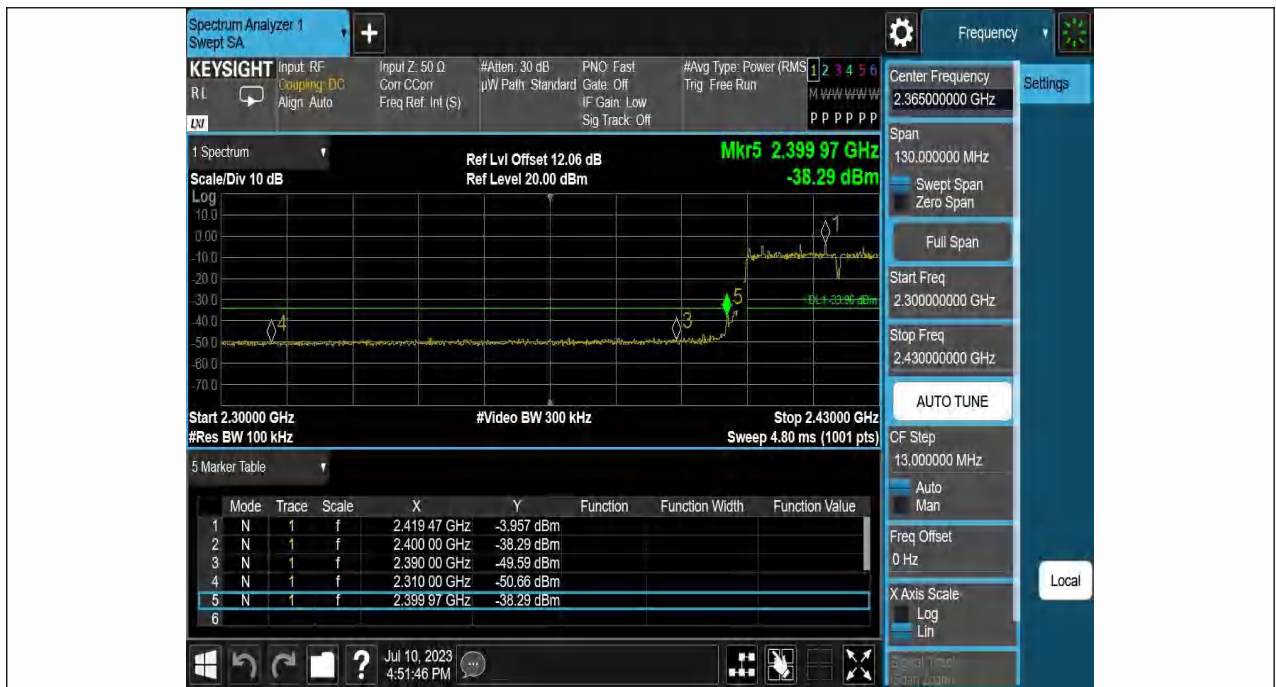 Spectrum Analyzer 1
Swept SA
+
Frequency
KEYSIGHT
RL
LXI
Input: RF
Coupling: DC
Align: Auto
Input Z: 50 Ω
Corr CCorr
Freq Ref: Int (S)
#Atten: 30 dB
µW Path: Standard
PNO: Fast
Gate: Off
IF Gain: Low
Sig Track: Off
#Avg Type: Power (RMS
Trig: Free Run
1 2 3 4 5 6
M W W W W W
P P P P P P
1 Spectrum
Scale/Div 10 dB
Ref Lvl Offset 12.06 dB
Ref Level 20.00 dBm
Mkr5 2.399 97 GHz
-38.29 dBm
Log
10.0
0.00
-10.0
-20.0
-30.0
-40.0
-50.0
-60.0
-70.0
1
5
3
4
DL1 -33.96 dBm
Start 2.30000 GHz
#Video BW 300 kHz
Stop 2.43000 GHz
#Res BW 100 kHz
Sweep 4.80 ms (1001 pts)
5 Marker Table
Mode Trace Scale X Y Function Function Width Function Value
1 N 1 f 2.419 47 GHz -3.957 dBm
2 N 1 f 2.400 00 GHz -38.29 dBm
3 N 1 f 2.390 00 GHz -49.59 dBm
4 N 1 f 2.310 00 GHz -50.66 dBm
5 N 1 f 2.399 97 GHz -38.29 dBm
6
?
Jul 10, 2023
4:51:46 PM
Settings
Center Frequency
2.365000000 GHz
Span
130.000000 MHz
Swept Span
Zero Span
Full Span
Start Freq
2.300000000 GHz
Stop Freq
2.430000000 GHz
AUTO TUNE
CF Step
13.000000 MHz
Auto
Man
Freq Offset
0 Hz
X Axis Scale
Log
Lin
Signal Track
(Span Zoom)
Local